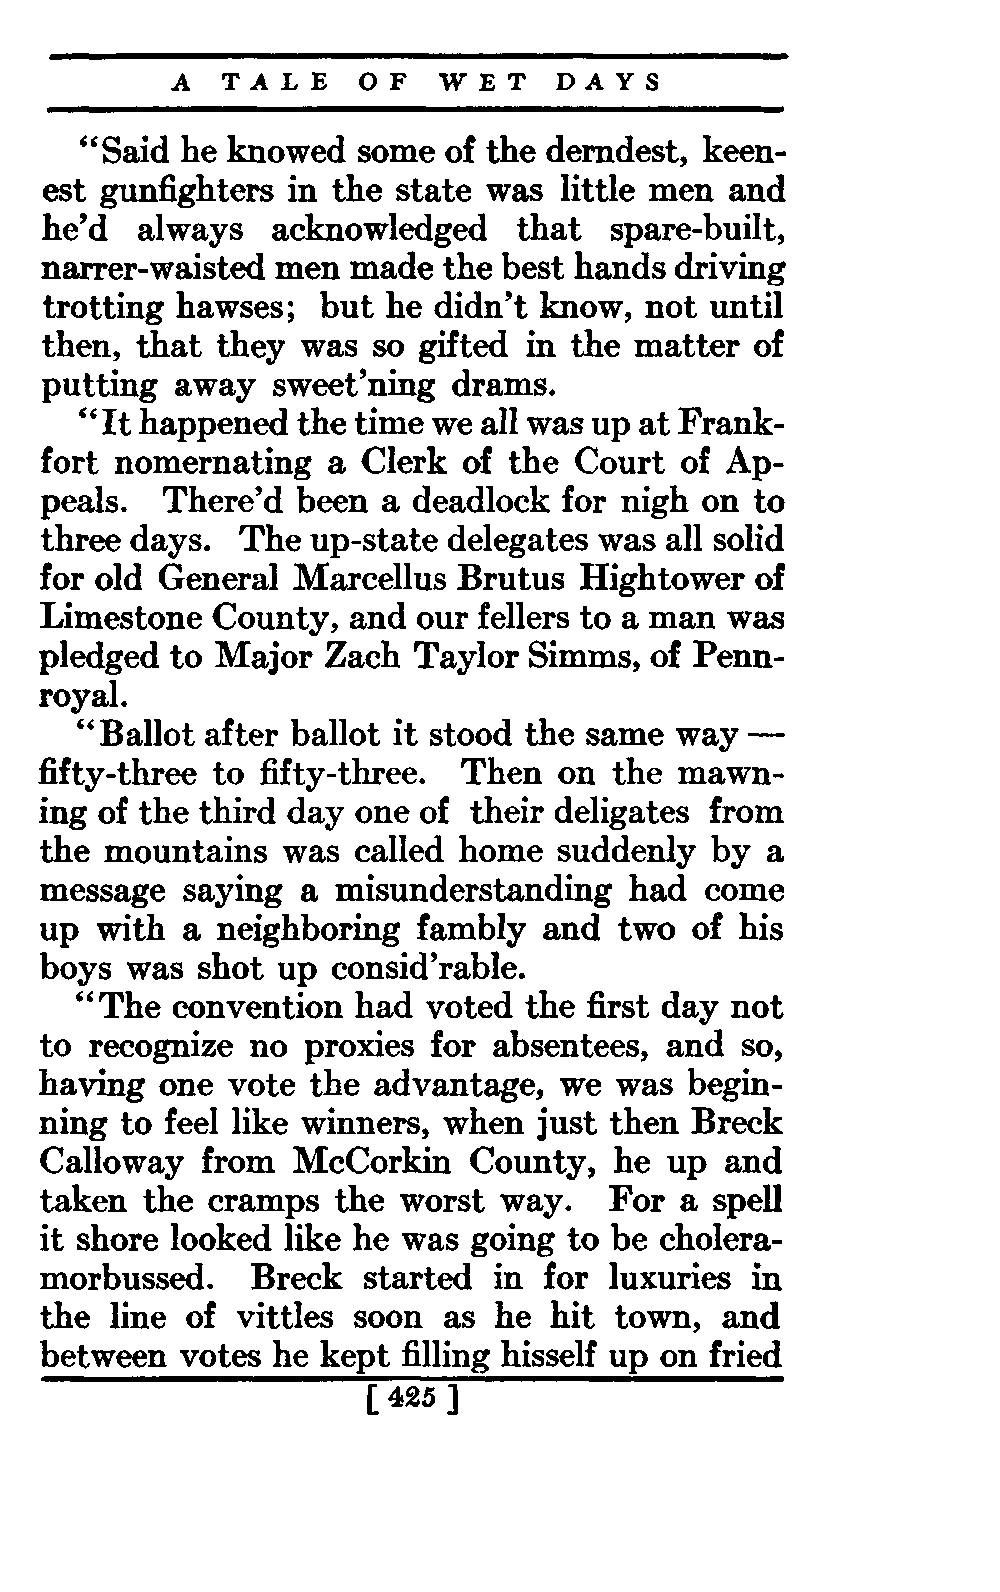 A TALE OF WET DAYS
“Said he knowed some of the derndest, keen-
est gunfighters in the state was little men and
he’d always acknowledged that spare-built,
narrer-waisted men made the best hands driving
trotting hawses; but he didn’t know, not until
then, that they was so gifted in the matter of
putting away sweet’ning drams.
“It happened the time we all was up at Frank-
fort nomernating a Clerk of the Court of Ap-
peals. There’d been a deadlock for nigh on to
three days. The up-state delegates was all solid
for old General Marcellus Brutus Hightower of
Limestone County, and our fellers to a man was
pledged to Major Zach Taylor Simms, of Penn-
royal.
“Ballot after ballot it stood the same way —
fifty-three to fifty-three. Then on the mawn-
ing of the third day one of their deligates from
the mountains was called home suddenly by a
message saying a misunderstanding had come
up with a neighboring fambly and two of his
boys was shot up consid’rable.
“The convention had voted the first day not
to recognize no proxies for absentees, and so,
having one vote the advantage, we was begin-
ning to feel like winners, when just then Breck
Calloway from McCorkin County, he up and
taken the cramps the worst way. For a spell
it shore looked like he was going to be cholera-
morbussed. Breck started in for luxuries in
the line of vittles soon as he hit town, and
between votes he kept filling hisself up on fried
[ 425 ]